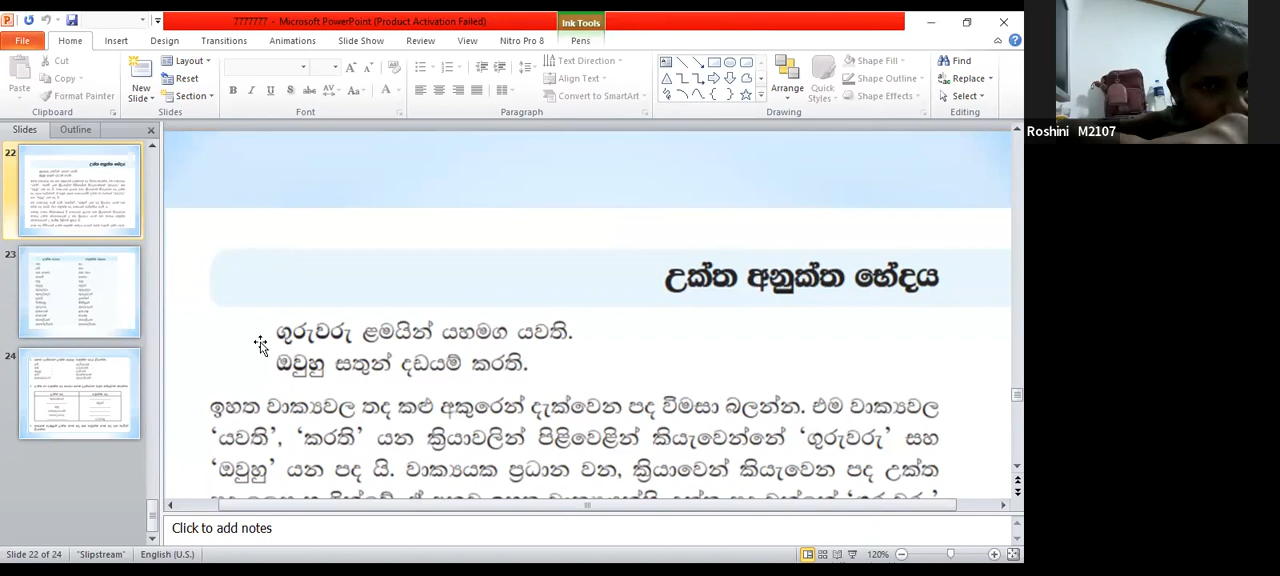 7777777 - Microsoft PowerPoint (Product Activation Failed)
Ink Tools
File Home Insert Design Transitions Animations Slide Show Review View Nitro Pro 8 Pens
Cut
Copy
Format Painter
Paste
Clipboard
New Slide
Layout
Reset
Section
Slides
Font
Text Direction
Align Text
Convert to SmartArt
Paragraph
Arrange
Quick Styles
Shape Fill
Shape Outline
Shape Effects
Drawing
Find
Replace
Select
Editing
Roshini M2107
Slides Outline
22
23
24
උක්ත අනුක්ත භේදය
ගුරුවරු ළමයින් යහමග යවති.
ඔවුහු සතුන් දඩයම් කරති.
ඉහත වාක්‍යවල තද කළු අකුරෙන් දැක්වෙන පද විමසා බලන්න. එම වාක්‍යවල
‘යවති’, ‘කරති’ යන ක්‍රියාවලින් පිළිවෙළින් කියැවෙන්නේ ‘ගුරුවරු’ සහ
‘ඔවුහු’ යන පද යි. වාක්‍යයක ප්‍රධාන වන, ක්‍රියාවෙන් කියැවෙන පද උක්ත
Click to add notes
Slide 22 of 24 "Slipstream" English (U.S.) 120%